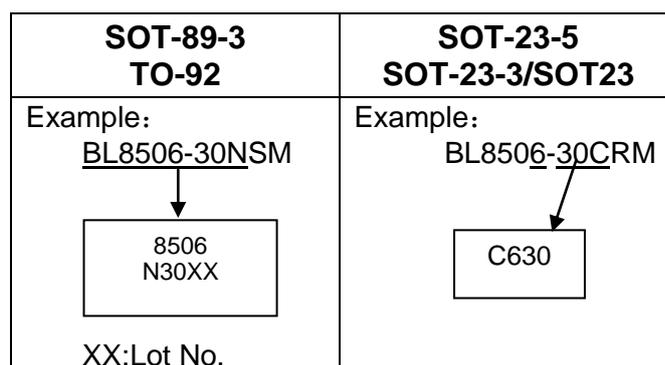 SOT-89-3
TO-92
SOT-23-5
SOT-23-3/SOT23
Example：
BL8506-30NSM
8506
N30XX
XX:Lot No.
Example：
BL8506-30CRM
C630